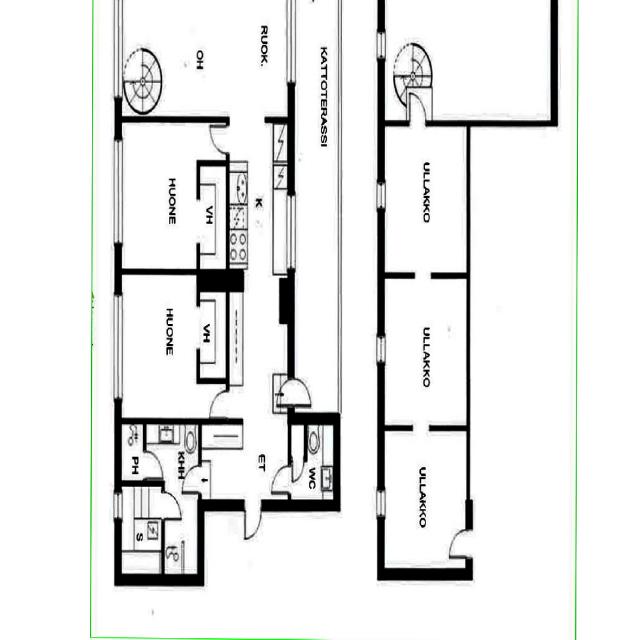 OH
RUOK.
KATTOTERASSI
HUONE
VH
K
HUONE
VH
ET
WC
KHH
PH
S
ULLAKKO
ULLAKKO
ULLAKKO